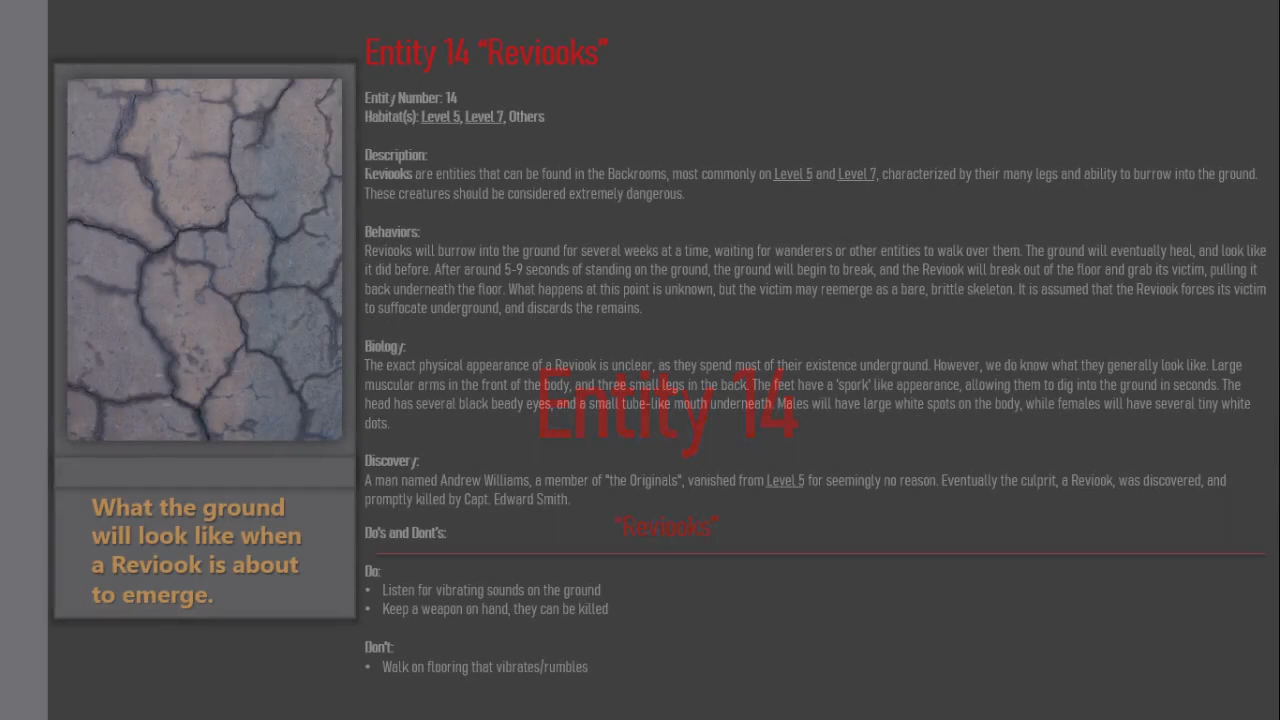 Entity 14 “Reviooks”
Entity Number: 14
Habitat(s): Level 5, Level 7, Others
Description:
Reviooks are entities that can be found in the Backrooms, most commonly on Level 5 and Level 7, characterized by their many legs and ability to burrow into the ground.
These creatures should be considered extremely dangerous.
Behaviors:
Reviooks will burrow into the ground for several weeks at a time, waiting for wanderers or other entities to walk over them. The ground will eventually heal, and look like
it did before. After around 5-9 seconds of standing on the ground, the ground will begin to break, and the Reviook will break out of the floor and grab its victim, pulling it
back underneath the floor. What happens at this point is unknown, but the victim may reemerge as a bare, brittle skeleton. It is assumed that the Reviook forces its victim
to suffocate underground, and discards the remains.
Biology:
The exact physical appearance of a Reviook is unclear, as they spend most of their existence underground. However, we do know what they generally look like. Large
muscular arms in the front of the body, and three small legs in the back. The feet have a 'spork' like appearance, allowing them to dig into the ground in seconds. The
head has several black beady eyes, and a small tube-like mouth underneath. Males will have large white spots on the body, while females will have several tiny white
dots.
Entity 14
Discovery:
A man named Andrew Williams, a member of "the Originals", vanished from Level 5 for seemingly no reason. Eventually the culprit, a Reviook, was discovered, and
promptly killed by Capt. Edward Smith.
“Reviooks”
Do's and Dont's:
Do:
• Listen for vibrating sounds on the ground
• Keep a weapon on hand, they can be killed
Don't:
• Walk on flooring that vibrates/rumbles
What the ground
will look like when
a Reviook is about
to emerge.